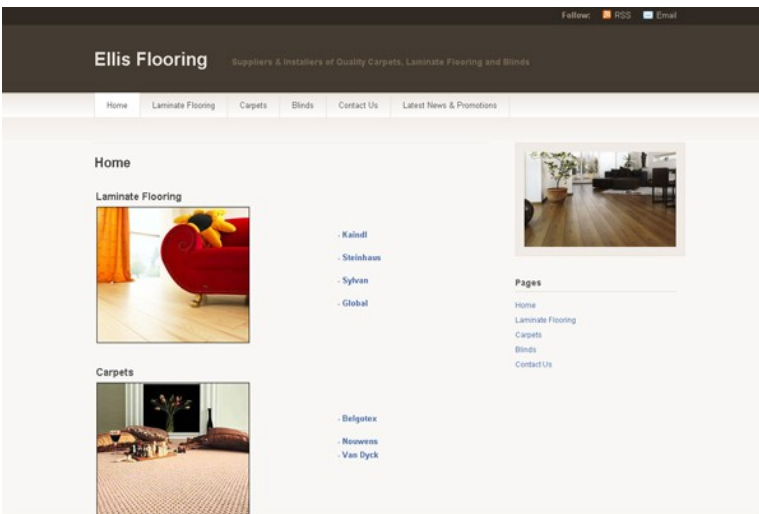 Follow: RSS Email
Ellis Flooring Suppliers & Installers of Quality Carpets, Laminate Flooring and Blinds
Home Laminate Flooring Carpets Blinds Contact Us Latest News & Promotions
Home
Laminate Flooring
- Kaindl
- Steinhaus
- Sylvan
- Global
Carpets
- Belgotex
- Nouwens
- Van Dyck
Pages
Home
Laminate Flooring
Carpets
Blinds
Contact Us